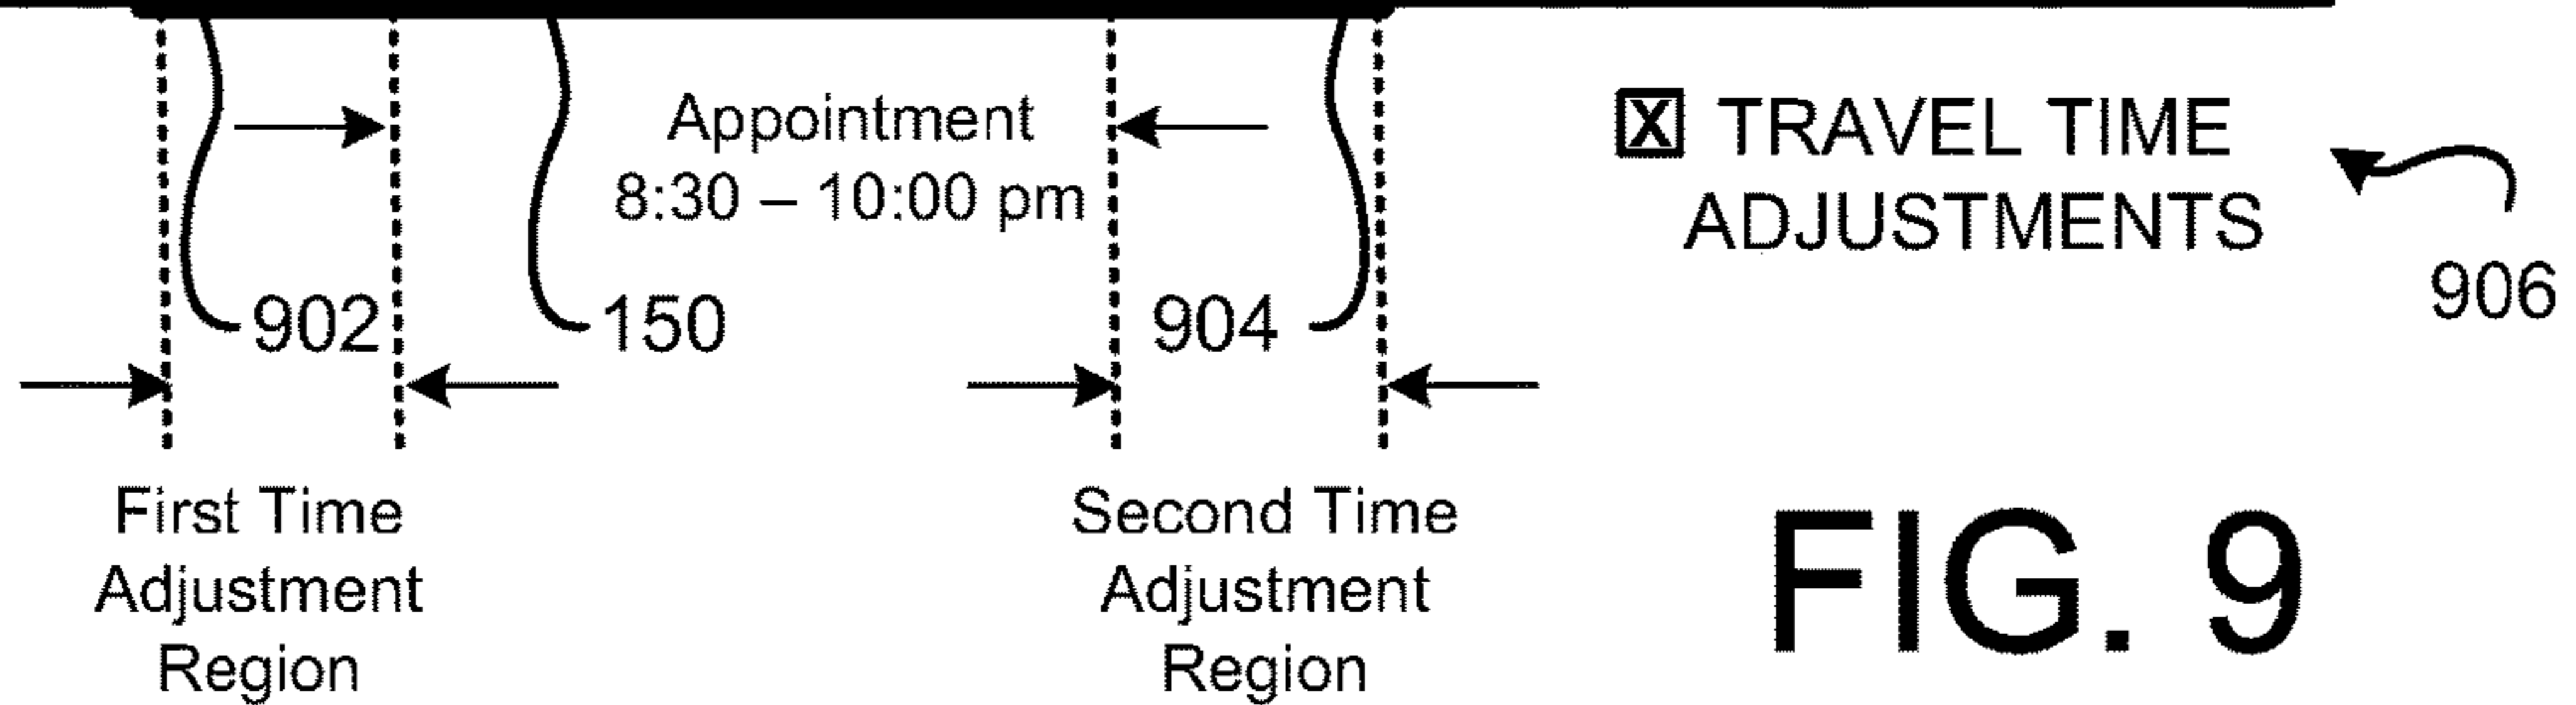 Appointment
8:30 – 10:00 pm
X TRAVEL TIME
ADJUSTMENTS
902
150
904
906
First Time
Adjustment
Region
Second Time
Adjustment
Region
FIG. 9